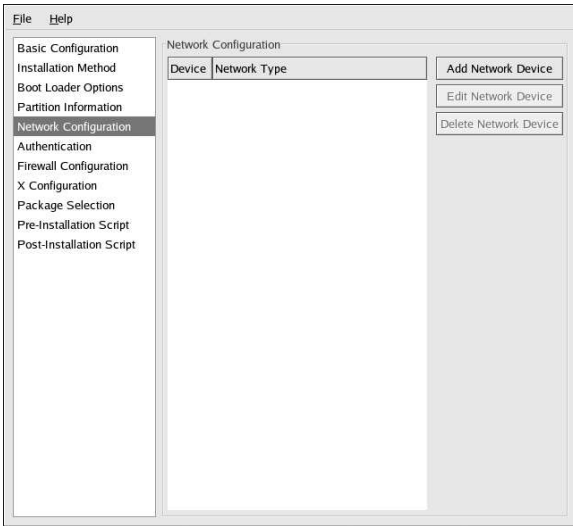 File Help
Basic Configuration
Installation Method
Boot Loader Options
Partition Information
Network Configuration
Authentication
Firewall Configuration
X Configuration
Package Selection
Pre-Installation Script
Post-Installation Script
Network Configuration
Device Network Type
Add Network Device
Edit Network Device
Delete Network Device